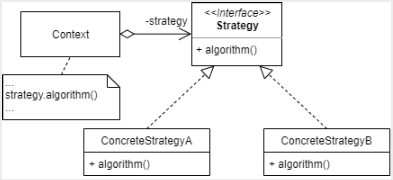 Context
-strategy
<<interface>>
Strategy
+ algorithm()
...
strategy.algorithm()
...
ConcreteStrategyA
+ algorithm()
ConcreteStrategyB
+ algorithm()